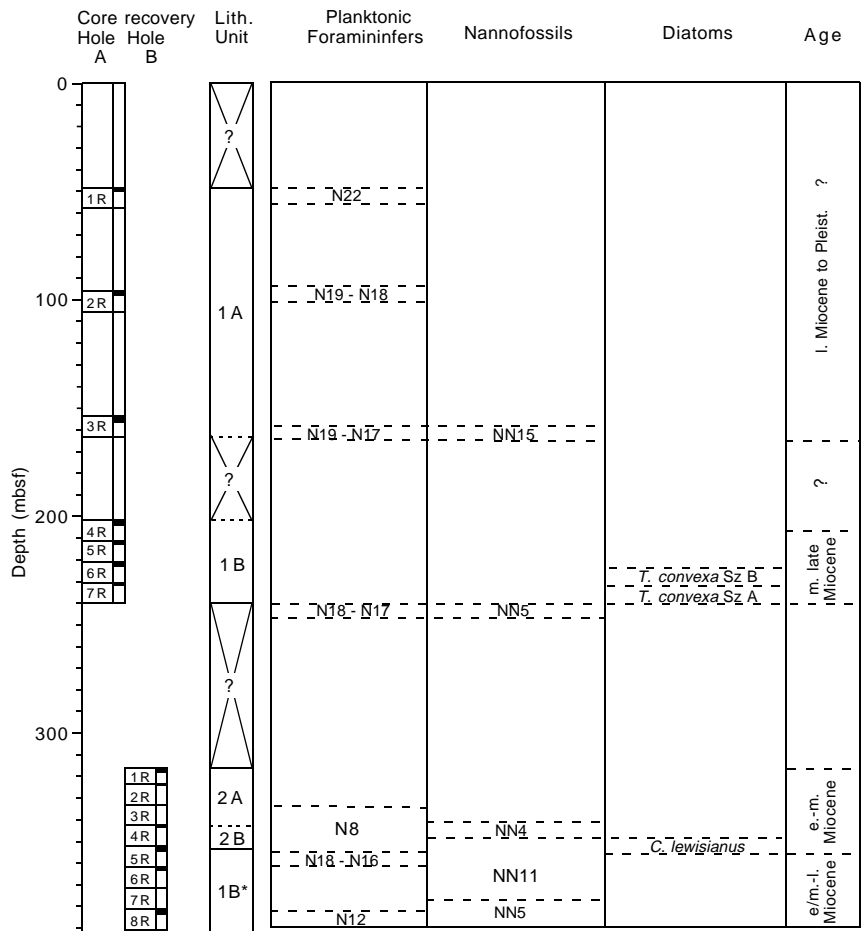 Core recovery
Hole Hole
A B
Lith.
Unit
Planktonic
Foramininfers
Nannofossils
Diatoms
Age
Depth (mbsf)
0
100
200
300
1R
2R
3R
4R
5R
6R
7R
1R
2R
3R
4R
5R
6R
7R
8R
?
1A
?
1B
?
2A
2B
1B*
N22
N19 - N18
N19 - N17
N18 - N17
N8
N18 - N16
N12
NN15
NN5
NN4
NN11
NN5
T. convexa Sz B
T. convexa Sz A
C. lewisianus
l. Miocene to Pleist. ?
?
m. late
Miocene
e.-m.
Miocene
e/m.-l.
Miocene